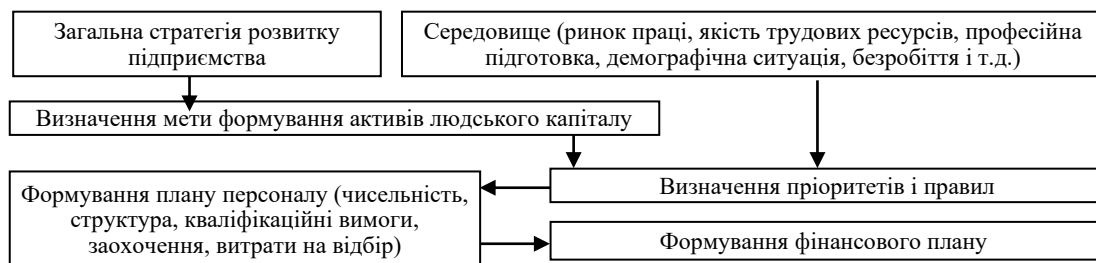 Загальна стратегія розвитку
підприємства
Середовище (ринок праці, якість трудових ресурсів, професійна
підготовка, демографічна ситуація, безробіття і т.д.)
Визначення мети формування активів людського капіталу
Визначення пріоритетів і правил
Формування плану персоналу (чисельність,
структура, кваліфікаційні вимоги,
заохочення, витрати на відбір)
Формування фінансового плану